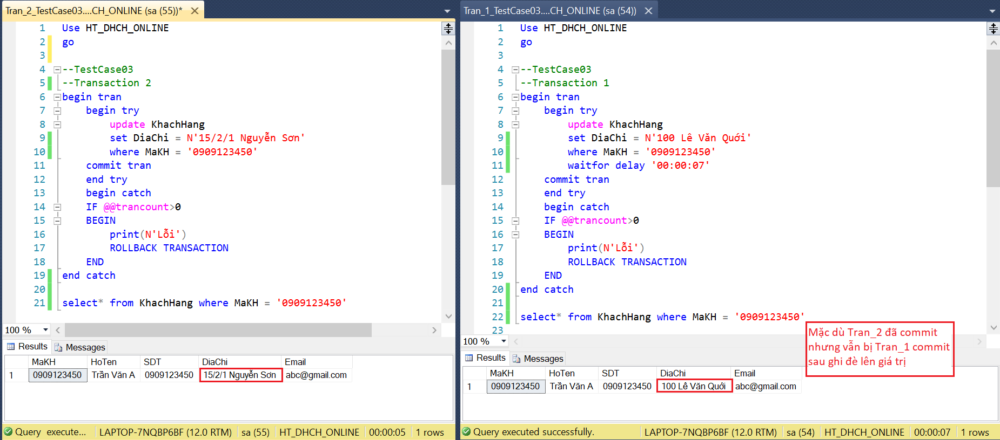 Tran_2_TestCase03....CH_ONLINE (sa (55))*
1 Use HT_DHCH_ONLINE
2 go
3
4 --TestCase03
5 --Transaction 2
6 begin tran
7 begin try
8 update KhachHang
9 set DiaChi = N'15/2/1 Nguyễn Sơn'
10 where MaKH = '0909123450'
11 commit tran
12 end try
13 begin catch
14 IF @@trancount>0
15 BEGIN
16 print(N'Lỗi')
17 ROLLBACK TRANSACTION
18 END
19 end catch
20
21 select* from KhachHang where MaKH = '0909123450'
100 %
Results Messages
MaKH HoTen SDT DiaChi Email
1 0909123450 Trần Văn A 0909123450 15/2/1 Nguyễn Sơn abc@gmail.com
Query execute... LAPTOP-7NQBP6BF (12.0 RTM) sa (55) HT_DHCH_ONLINE 00:00:05 1 rows
Tran_1_TestCase03....CH_ONLINE (sa (54))
1 Use HT_DHCH_ONLINE
2 go
3
4 --TestCase03
5 --Transaction 1
6 begin tran
7 begin try
8 update KhachHang
9 set DiaChi = N'100 Lê Văn Quới'
10 where MaKH = '0909123450'
11 waitfor delay '00:00:07'
12 commit tran
13 end try
14 begin catch
15 IF @@trancount>0
16 BEGIN
17 print(N'Lỗi')
18 ROLLBACK TRANSACTION
19 END
20 end catch
21
22 select* from KhachHang where MaKH = '0909123450'
23
Mặc dù Tran_2 đã commit
nhưng vẫn bị Tran_1 commit
sau ghi đè lên giá trị
100 %
Results Messages
MaKH HoTen SDT DiaChi Email
1 0909123450 Trần Văn A 0909123450 100 Lê Văn Quới abc@gmail.com
Query executed successfully. LAPTOP-7NQBP6BF (12.0 RTM) sa (54) HT_DHCH_ONLINE 00:00:07 1 rows